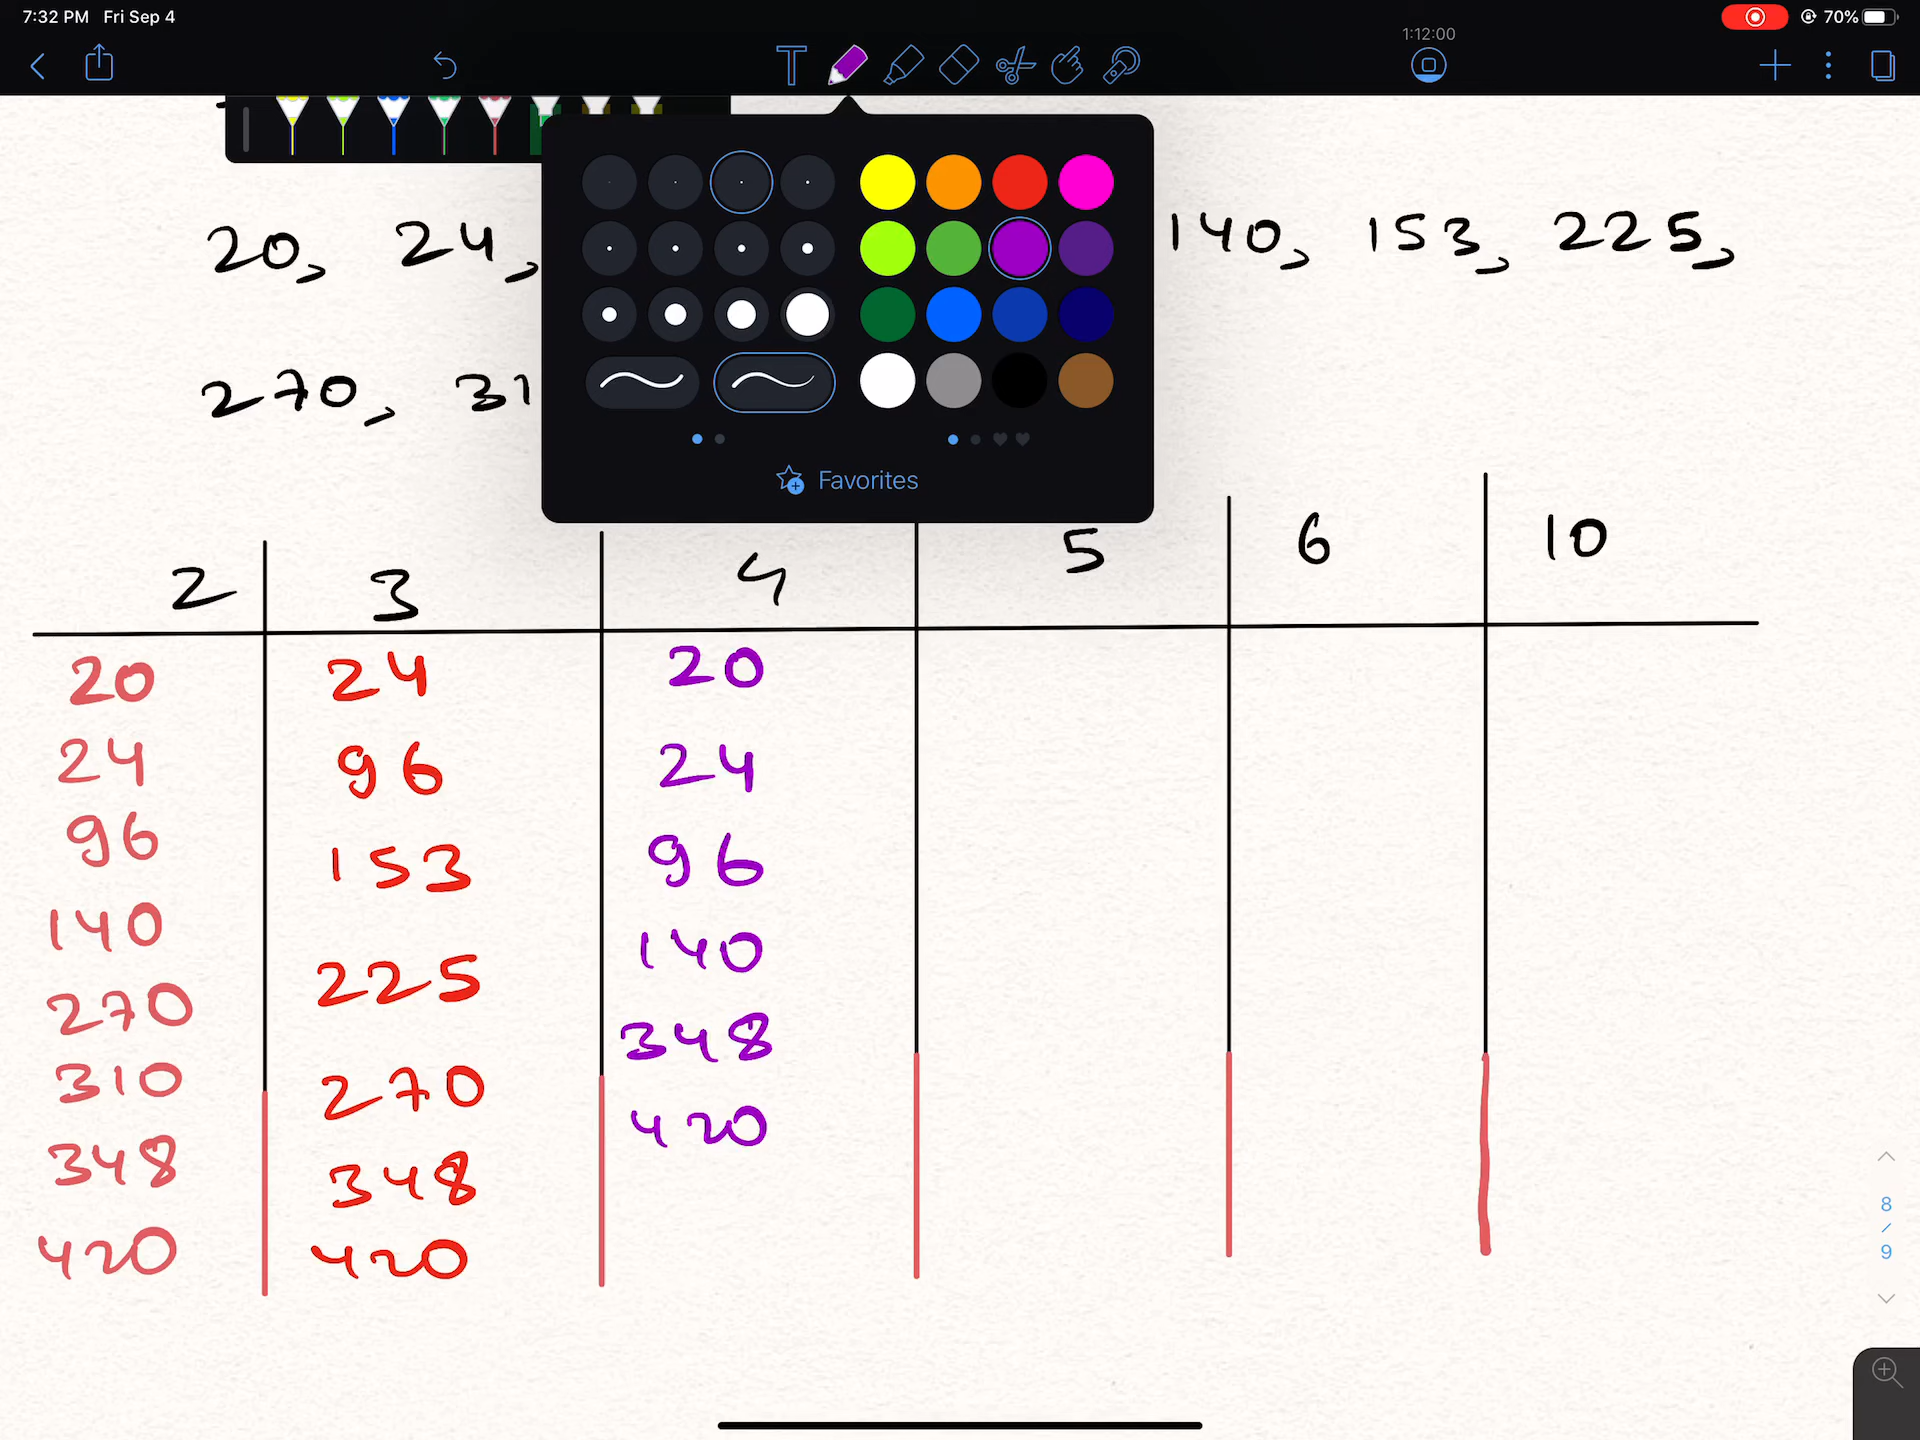 7:32 PM Fri Sep 4
70%
1:12:00
20, 24, 140, 153, 225,
270, 31
Favorites
2 3 4 5 6 10
20 24 20
24 96 24
96 153 96
140 225 140
270 270 348
310 348 420
348 420
420
8
/
9